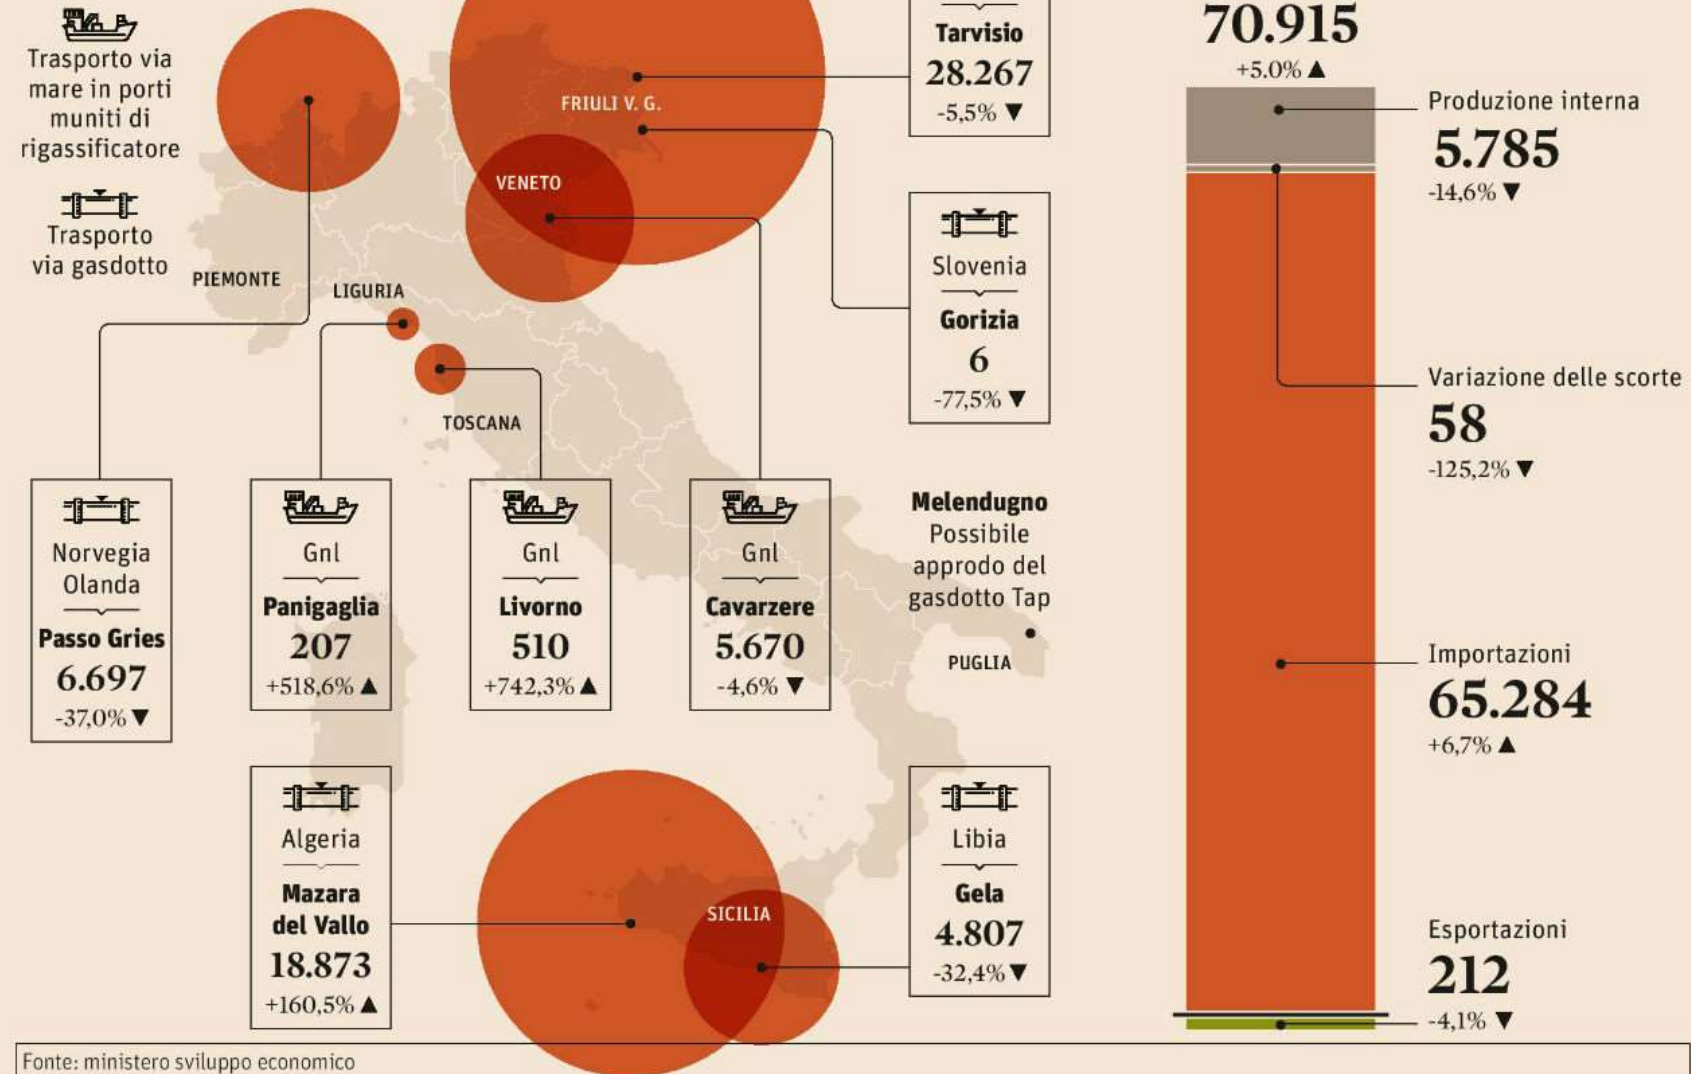 Trasporto via
mare in porti
muniti di
rigassificatore
Trasporto
via gasdotto
PIEMONTE
LIGURIA
TOSCANA
FRIULI V. G.
VENETO
Tarvisio
28.267
-5,5% ▼
Slovenia
Gorizia
6
-77,5% ▼
Norvegia
Olanda
Passo Gries
6.697
-37,0% ▼
Gnl
Panigaglia
207
+518,6% ▲
Gnl
Livorno
510
+742,3% ▲
Gnl
Cavarzere
5.670
-4,6% ▼
Melendugno
Possibile
approdo del
gasdotto Tap
PUGLIA
Algeria
Mazara
del Vallo
18.873
+160,5% ▲
SICILIA
Libia
Gela
4.807
-32,4% ▼
70.915
+5.0% ▲
Produzione interna
5.785
-14,6% ▼
Variazione delle scorte
58
-125,2% ▼
Importazioni
65.284
+6,7% ▲
Esportazioni
212
-4,1% ▼
Fonte: ministero sviluppo economico